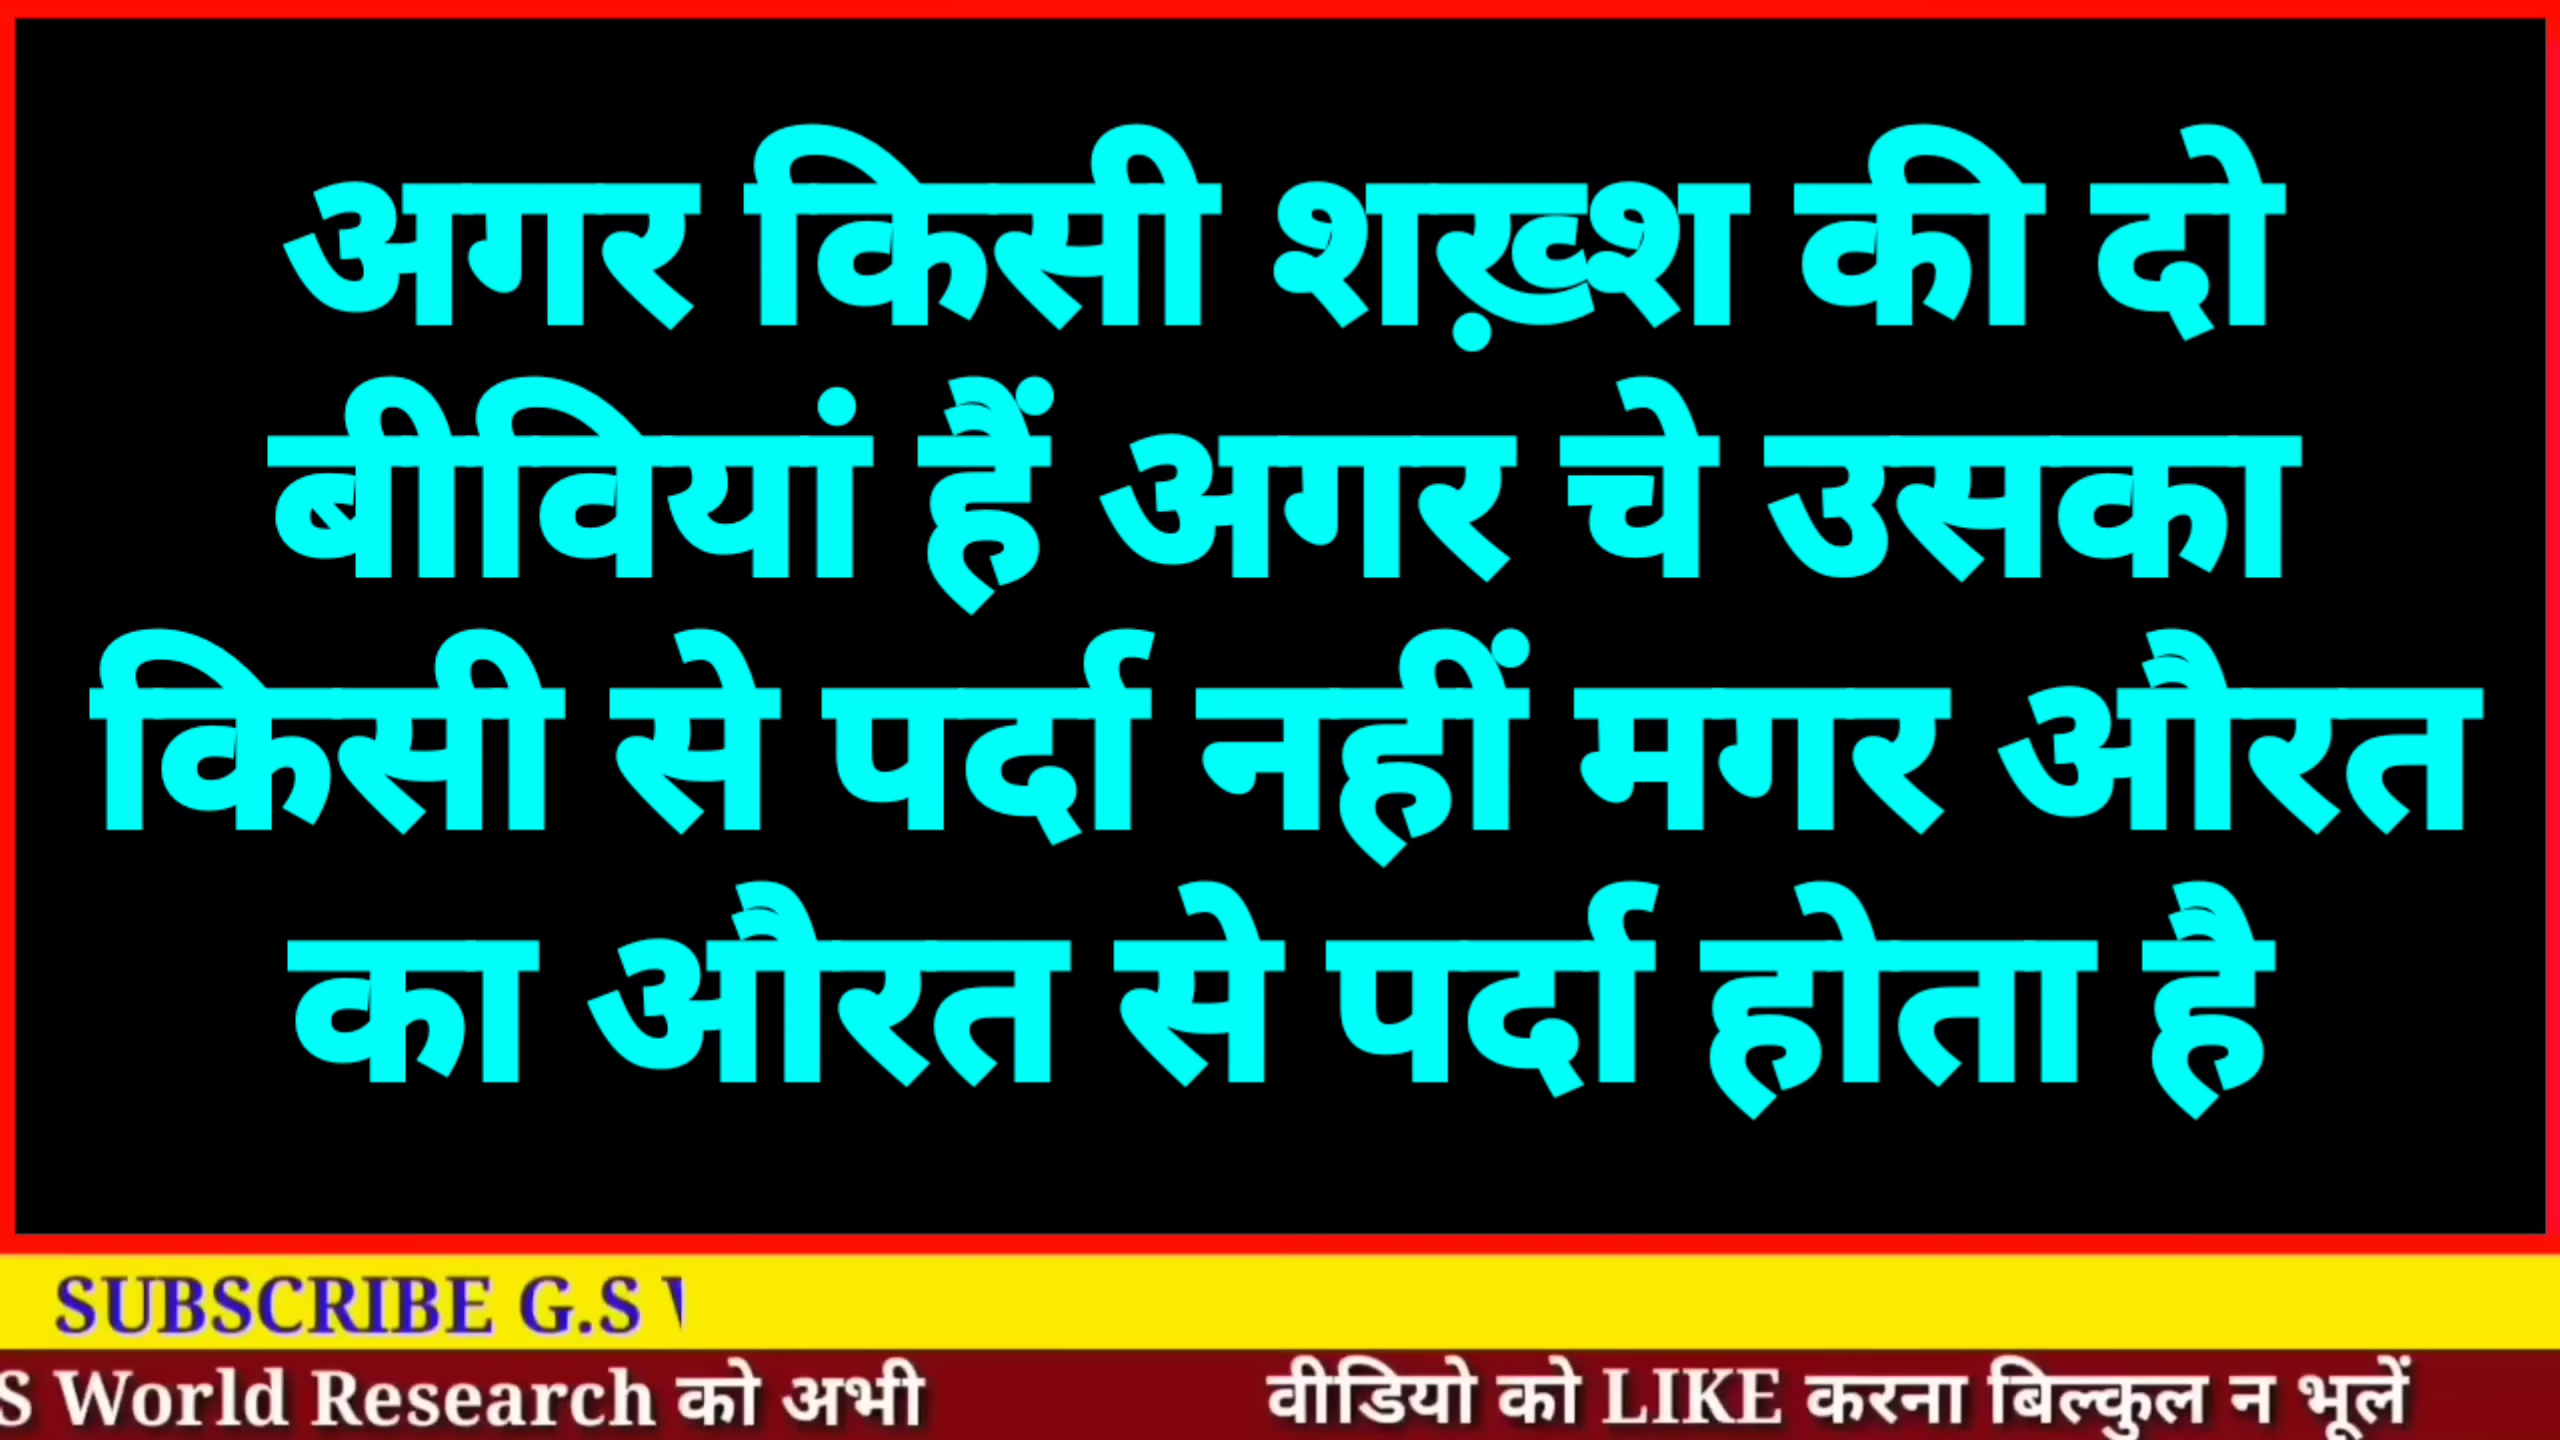 अगर किसी शख़्श की दो
बीवियां हैं अगर चे उसका
किसी से पर्दा नहीं मगर औरत
का औरत से पर्दा होता है
SUBSCRIBE G.S
S World Research को अभी वीडियो को LIKE करना बिल्कुल न भूलें